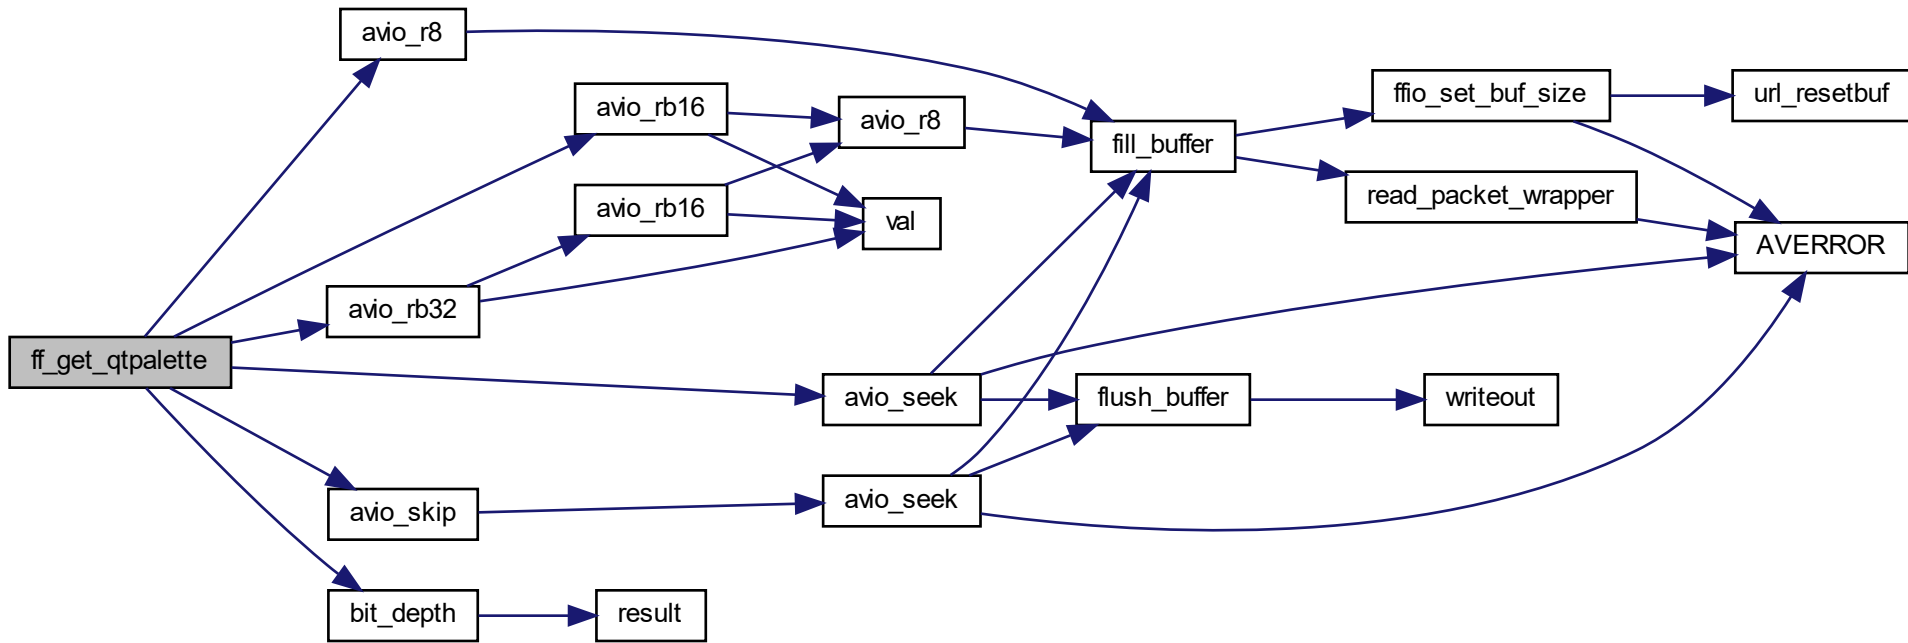 avio_r8
avio_rb16
avio_r8
ffio_set_buf_size
url_resetbuf
fill_buffer
read_packet_wrapper
avio_rb16
val
AVERROR
avio_rb32
ff_get_qtpalette
avio_seek
flush_buffer
writeout
avio_skip
avio_seek
bit_depth
result